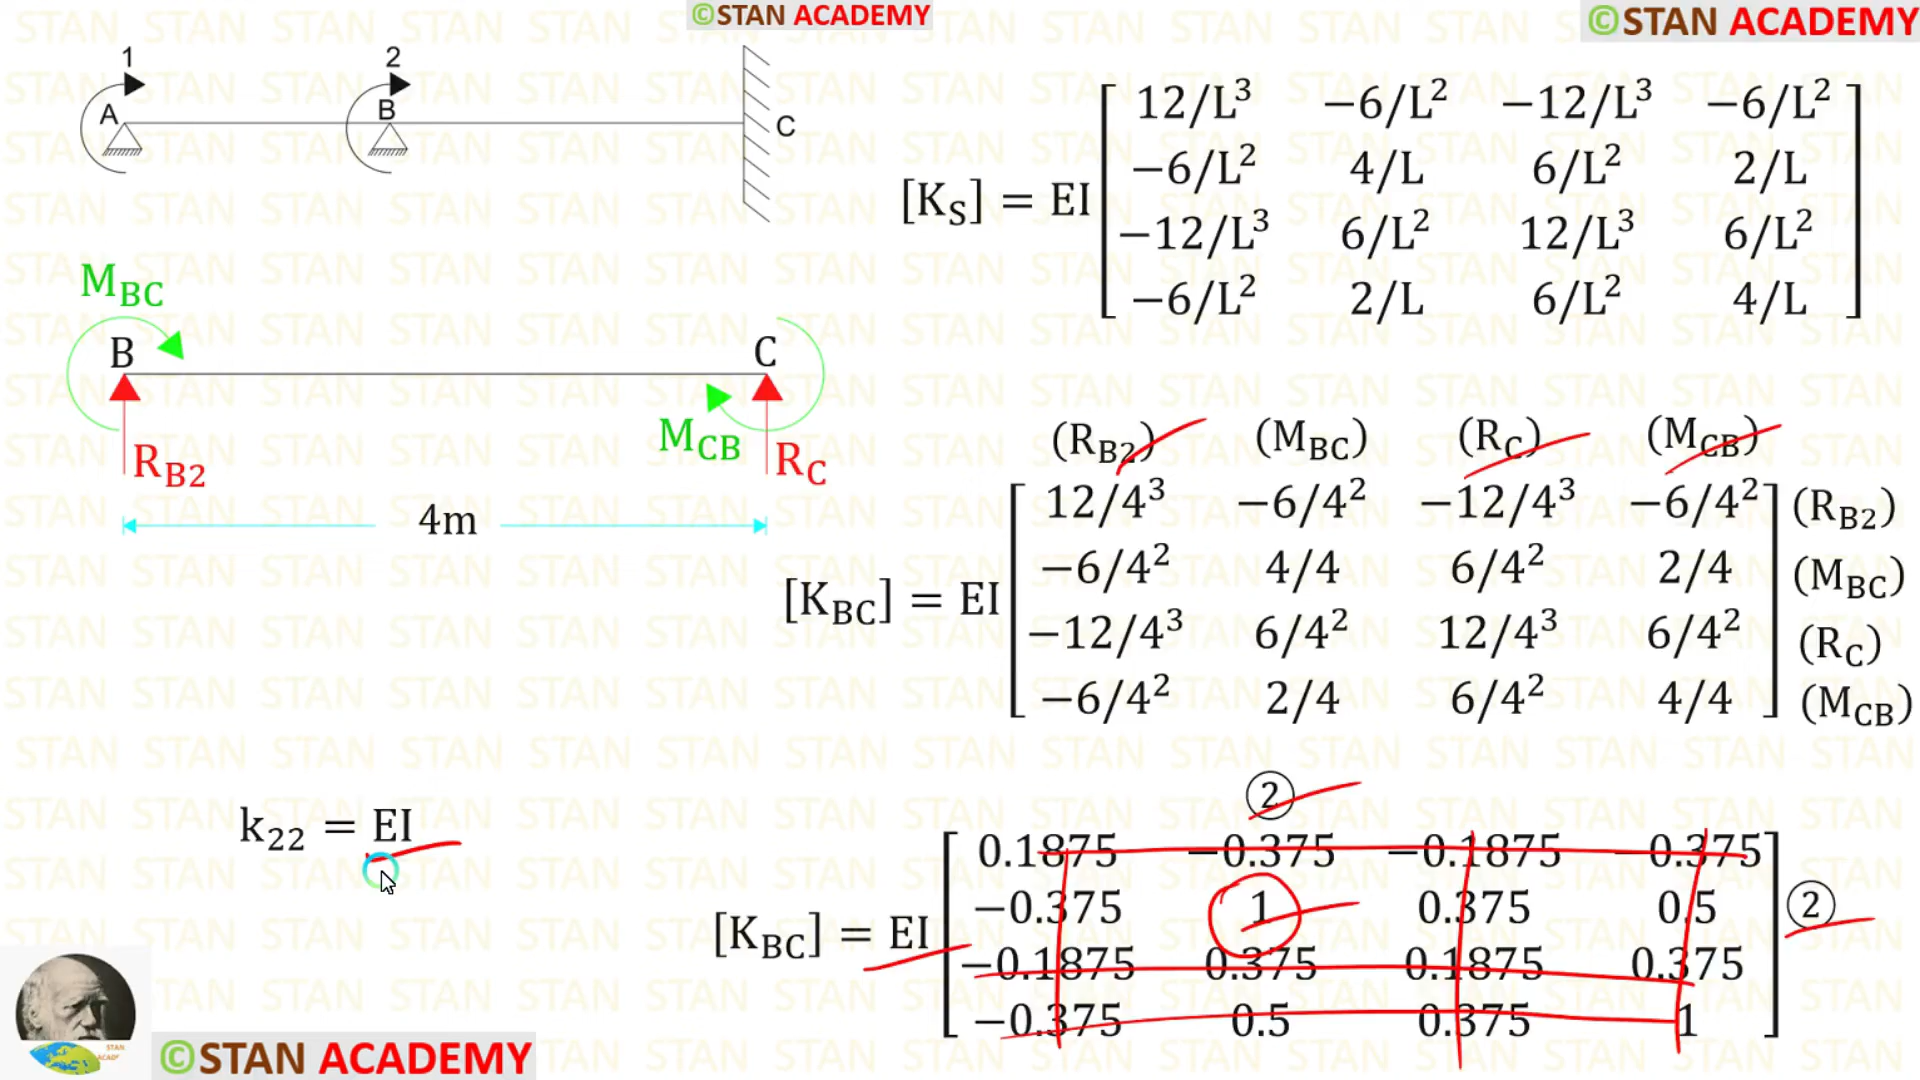 ©STAN ACADEMY
©STAN ACADEMY
1
2
A
B
C
[K_S] = EI
12/L³ −6/L² −12/L³ −6/L²
−6/L² 4/L 6/L² 2/L
−12/L³ 6/L² 12/L³ 6/L²
−6/L² 2/L 6/L² 4/L
M_BC
B
C
M_CB
R_B2
R_C
4m
(R_B2) (M_BC) (R_C) (M_CB)
[K_BC] = EI
12/4³ −6/4² −12/4³ −6/4² (R_B2)
−6/4² 4/4 6/4² 2/4 (M_BC)
−12/4³ 6/4² 12/4³ 6/4² (R_C)
−6/4² 2/4 6/4² 4/4 (M_CB)
k₂₂ = EI
②
[K_BC] = EI
0.1875 −0.375 −0.1875 −0.375
−0.375 1 0.375 0.5 ②
−0.1875 0.375 0.1875 0.375
−0.375 0.5 0.375 1
STAN
©STAN ACADEMY